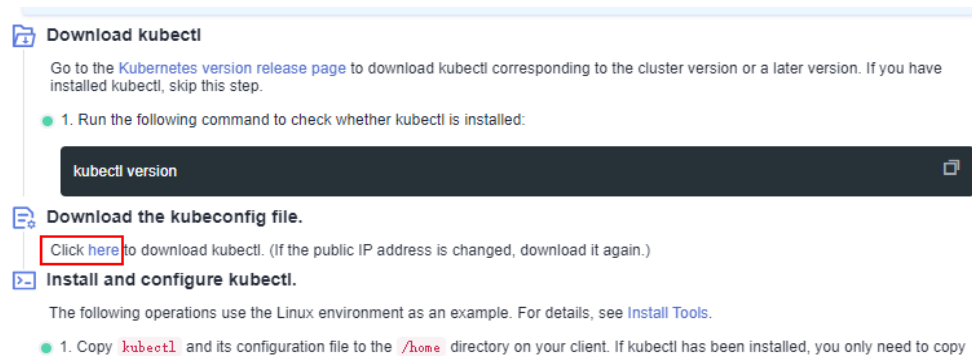 Download kubectl
Go to the Kubernetes version release page to download kubectl corresponding to the cluster version or a later version. If you have
installed kubectl, skip this step.
1. Run the following command to check whether kubectl is installed:
kubectl version
Download the kubeconfig file.
Click here to download kubectl. (If the public IP address is changed, download it again.)
Install and configure kubectl.
The following operations use the Linux environment as an example. For details, see Install Tools.
1. Copy kubectl and its configuration file to the /home directory on your client. If kubectl has been installed, you only need to copy